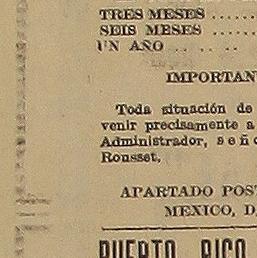 TRES MESES ......
SEIS MESES ......
UN AÑO .. .. ..
IMPORTAN
Toda situación de
venir precisamente a
Administrador, señ
Rousset.
APARTADO POST
MEXICO, D.
PUERTO RICO